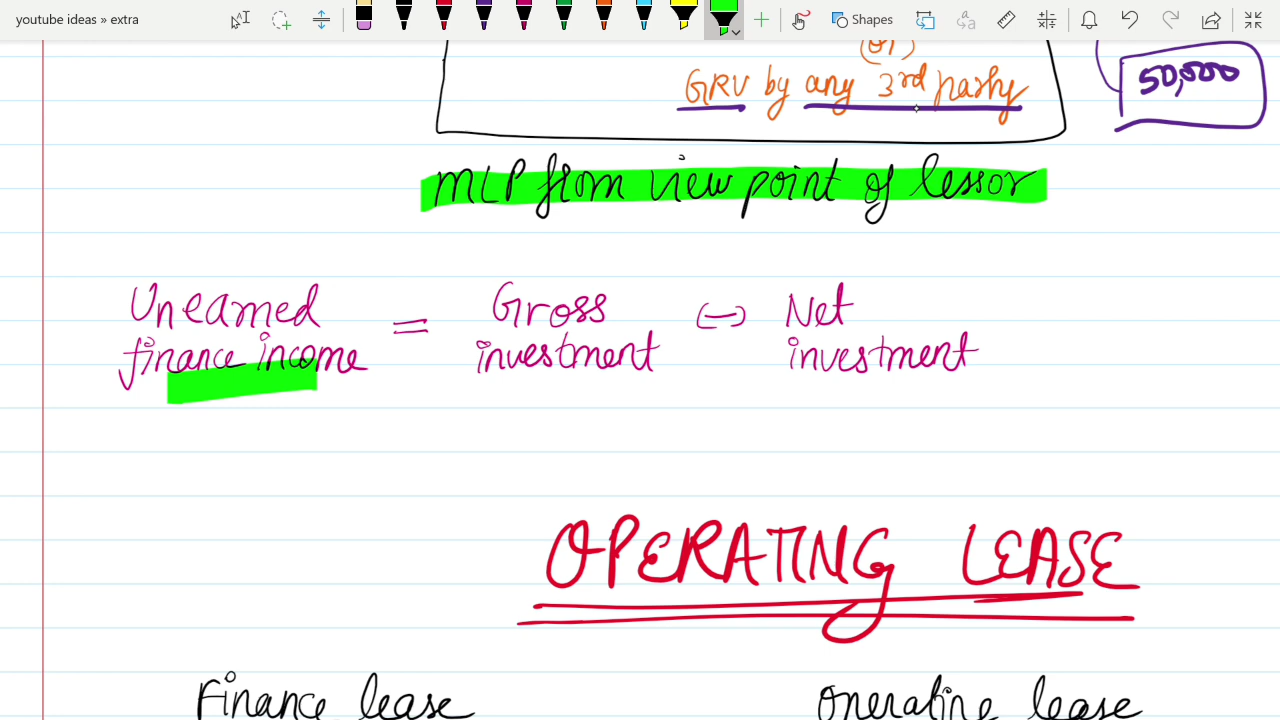 youtube ideas » extra
Shapes
(or)
GRV by any 3rd party
50,000
MLP from view point of lessor
Unearned finance income = Gross investment (-) Net investment
OPERATING LEASE
Finance lease
Operating lease